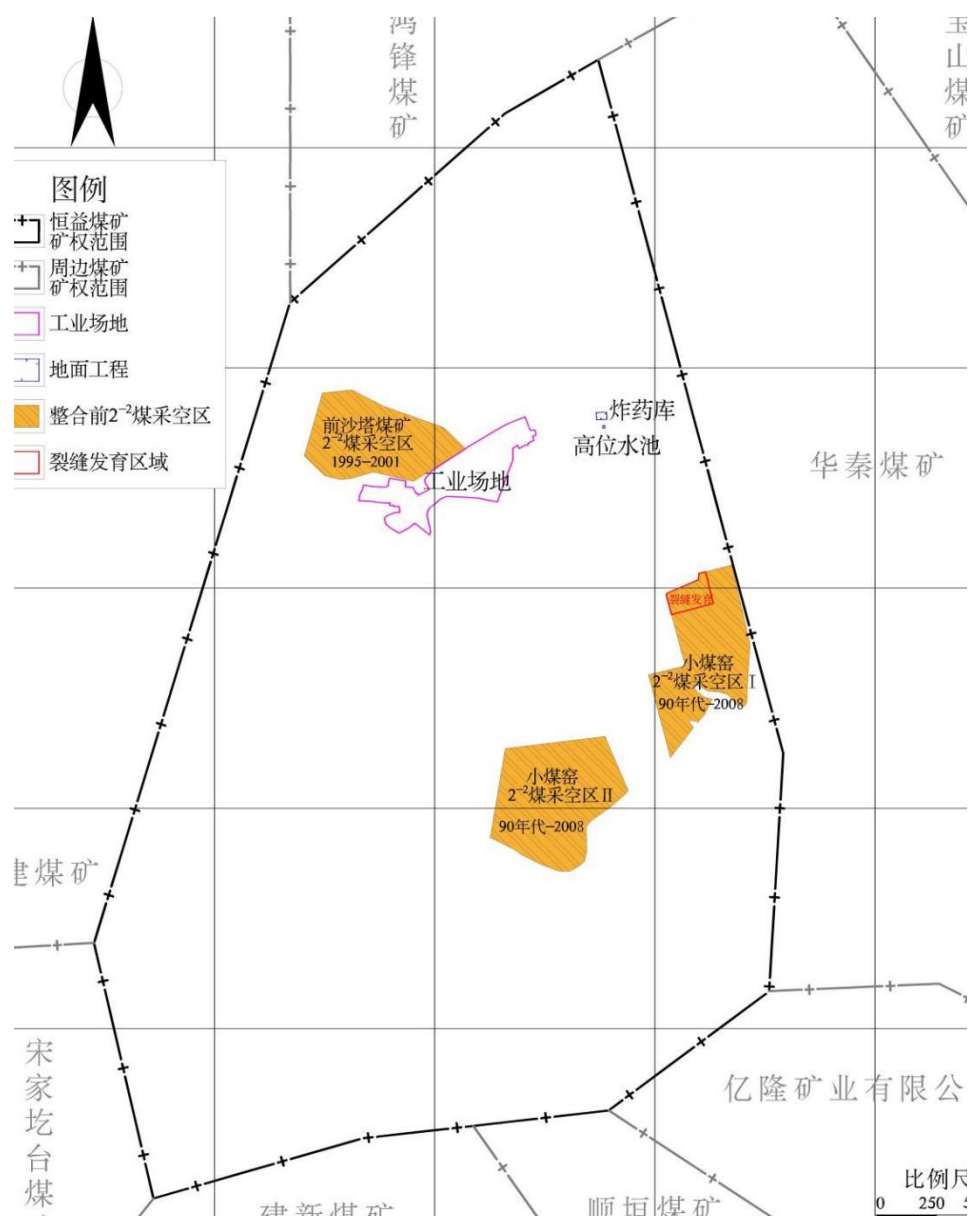 鸿锋煤矿
宝山煤矿
图例
恒益煤矿
矿权范围
周边煤矿
矿权范围
工业场地
地面工程
整合前2⁻²煤采空区
裂缝发育区域
前沙塔煤矿
2⁻²煤采空区
1995-2001
工业场地
炸药库
高位水池
华秦煤矿
裂缝发育
小煤窑
2⁻²煤采空区Ⅰ
90年代-2008
小煤窑
2⁻²煤采空区Ⅱ
90年代-2008
建煤矿
宋家圪台煤
亿隆矿业有限公
建新煤矿
顺垣煤矿
比例尺
0 250